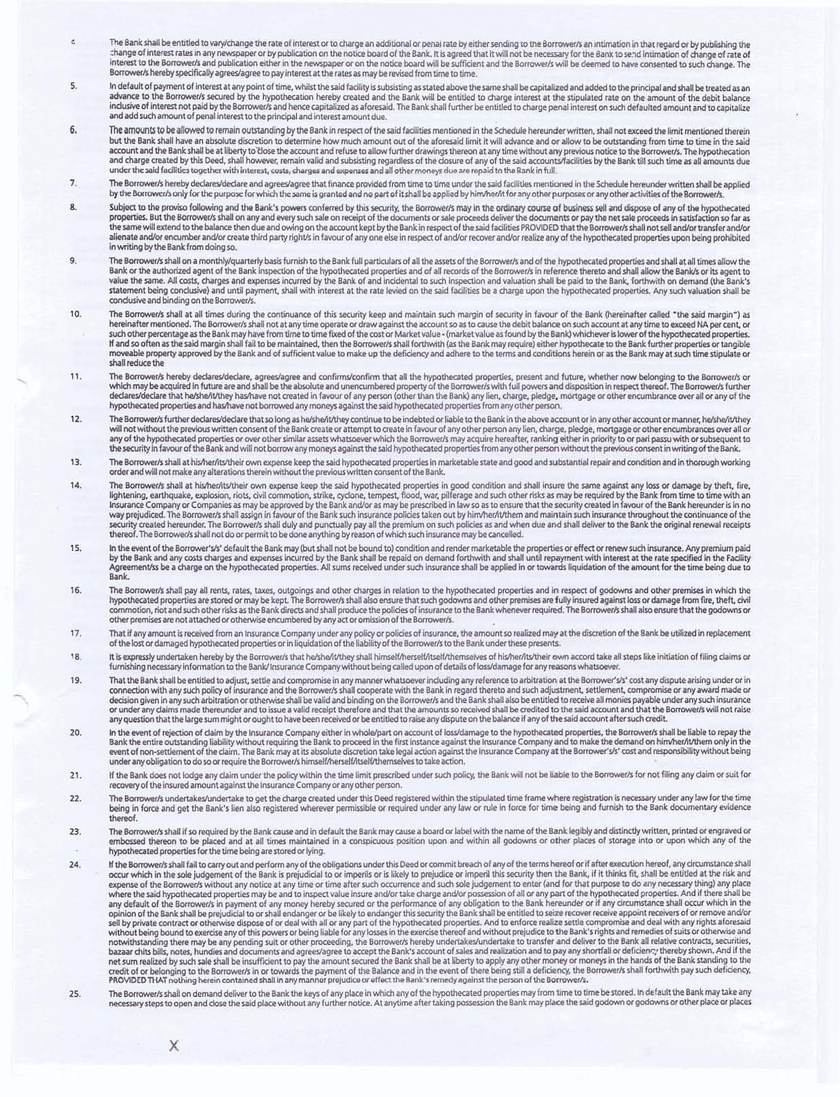 The Bank shall be entitled to vary/change the rate of interest or to charge an additional or penal rate by either sending to the Borrower/s an intimation in that regard or by publishing the
change of interest rates in any newspaper or by publication on the notice board of the Bank. It is agreed that it will not be necessary for the Bank to send intimation of change of rate of
interest to the Borrower/s and publication either in the newspaper or on the notice board will be sufficient and the Borrower/s will be deemed to have consented to such change. The
Borrower/s hereby specifically agrees/agree to pay interest at the rates as may be revised from time to time.
5. In default of payment of interest at any point of time, whilst the said facility is subsisting as stated above the same shall be capitalized and added to the principal and shall be treated as an
advance to the Borrower/s secured by the hypothecation hereby created and the Bank will be entitled to charge interest at the stipulated rate on the amount of the debit balance
inclusive of interest not paid by the Borrower/s and hence capitalized as aforesaid. The Bank shall further be entitled to charge penal interest on such defaulted amount and to capitalize
and add such amount of penal interest to the principal and interest amount due.
6. The amounts to be allowed to remain outstanding by the Bank in respect of the said facilities mentioned in the Schedule hereunder written, shall not exceed the limit mentioned therein
but the Bank shall have an absolute discretion to determine how much amount out of the aforesaid limit it will advance and or allow to be outstanding from time to time in the said
account and the Bank shall be at liberty to close the account and refuse to allow further drawings thereon at any time without any previous notice to the Borrower/s. The hypothecation
and charge created by this Deed, shall however, remain valid and subsisting regardless of the closure of any of the said accounts/facilities by the Bank till such time as all amounts due
under the said facilities together with interest, costs, charges and expenses and all other moneys due are repaid to the Bank in full.
7. The Borrower/s hereby declares/declare and agrees/agree that finance provided from time to time under the said facilities mentioned in the Schedule hereunder written shall be applied
by the Borrower/s only for the purpose for which the same is granted and no part of it shall be applied by him/her/it for any other purposes or any other activities of the Borrower/s.
8. Subject to the proviso following and the Bank's powers conferred by this security, the Borrower/s may in the ordinary course of business sell and dispose of any of the hypothecated
properties. But the Borrower/s shall on any and every such sale on receipt of the documents or sale proceeds deliver the documents or pay the net sale proceeds in satisfaction so far as
the same will extend to the balance then due and owing on the account kept by the Bank in respect of the said facilities PROVIDED that the Borrower/s shall not sell and/or transfer and/or
alienate and/or encumber and/or create third party right/s in favour of any one else in respect of and/or recover and/or realize any of the hypothecated properties upon being prohibited
in writing by the Bank from doing so.
9. The Borrower/s shall on a monthly/quarterly basis furnish to the Bank full particulars of all the assets of the Borrower/s and of the hypothecated properties and shall at all times allow the
Bank or the authorized agent of the Bank inspection of the hypothecated properties and of all records of the Borrower/s in reference thereto and shall allow the Bank/s or its agent to
value the same. All costs, charges and expenses incurred by the Bank of and incidental to such inspection and valuation shall be paid to the Bank, forthwith on demand (the Bank's
statement being conclusive) and until payment, shall with interest at the rate levied on the said facilities be a charge upon the hypothecated properties. Any such valuation shall be
conclusive and binding on the Borrower/s.
10. The Borrower/s shall at all times during the continuance of this security keep and maintain such margin of security in favour of the Bank (hereinafter called "the said margin") as
hereinafter mentioned. The Borrower/s shall not at any time operate or draw against the account so as to cause the debit balance on such account at any time to exceed NA per cent, or
such other percentage as the Bank may have from time to time fixed of the cost or Market value - (market value as found by the Bank) whichever is lower of the hypothecated properties.
If and so often as the said margin shall fail to be maintained, then the Borrower/s shall forthwith (as the Bank may require) either hypothecate to the Bank further properties or tangible
moveable property approved by the Bank and of sufficient value to make up the deficiency and adhere to the terms and conditions herein or as the Bank may at such time stipulate or
shall reduce the
11. The Borrower/s hereby declares/declare, agrees/agree and confirms/confirm that all the hypothecated properties, present and future, whether now belonging to the Borrower/s or
which may be acquired in future are and shall be the absolute and unencumbered property of the Borrower/s with full powers and disposition in respect thereof. The Borrower/s further
declares/declare that he/she/it/they has/have not created in favour of any person (other than the Bank) any lien, charge, pledge, mortgage or other encumbrance over all or any of the
hypothecated properties and has/have not borrowed any moneys against the said hypothecated properties from any other person.
12. The Borrower/s further declares/declare that so long as he/she/it/they continue to be indebted or liable to the Bank in the above account or in any other account or manner, he/she/it/they
will not without the previous written consent of the Bank create or attempt to create in favour of any other person any lien, charge, pledge, mortgage or other encumbrances over all or
any of the hypothecated properties or over other similar assets whatsoever which the Borrower/s may acquire hereafter, ranking either in priority to or pari passu with or subsequent to
the security in favour of the Bank and will not borrow any moneys against the said hypothecated properties from any other person without the previous consent in writing of the Bank.
13. The Borrower/s shall at his/her/its/their own expense keep the said hypothecated properties in marketable state and good and substantial repair and condition and in thorough working
order and will not make any alterations therein without the previous written consent of the Bank.
14. The Borrower/s shall at his/her/its/their own expense keep the said hypothecated properties in good condition and shall insure the same against any loss or damage by theft, fire,
lightening, earthquake, explosion, riots, civil commotion, strike, cyclone, tempest, flood, war, pilferage and such other risks as may be required by the Bank from time to time with an
Insurance Company or Companies as may be approved by the Bank and/or as may be prescribed in law so as to ensure that the security created in favour of the Bank hereunder is in no
way prejudiced. The Borrower/s shall assign in favour of the Bank such insurance policies taken out by him/her/it/them and maintain such insurance throughout the continuance of the
security created hereunder. The Borrower/s shall duly and punctually pay all the premium on such policies as and when due and shall deliver to the Bank the original renewal receipts
thereof. The Borrower/s shall not do or permit to be done anything by reason of which such insurance may be cancelled.
15. In the event of the Borrower's/s' default the Bank may (but shall not be bound to) condition and render marketable the properties or effect or renew such insurance. Any premium paid
by the Bank and any costs charges and expenses incurred by the Bank shall be repaid on demand forthwith and shall until repayment with interest at the rate specified in the Facility
Agreement/ss be a charge on the hypothecated properties. All sums received under such insurance shall be applied in or towards liquidation of the amount for the time being due to
Bank.
16. The Borrower/s shall pay all rents, rates, taxes, outgoings and other charges in relation to the hypothecated properties and in respect of godowns and other premises in which the
hypothecated properties are stored or may be kept. The Borrower/s shall also ensure that such godowns and other premises are fully insured against loss or damage from fire, theft, civil
commotion, riot and such other risks as the Bank directs and shall produce the policies of insurance to the Bank whenever required. The Borrower/s shall also ensure that the godowns or
other premises are not attached or otherwise encumbered by any act or omission of the Borrower/s.
17. That if any amount is received from an Insurance Company under any policy or policies of insurance, the amount so realized may at the discretion of the Bank be utilized in replacement
of the lost or damaged hypothecated properties or in liquidation of the liability of the Borrower/s to the Bank under these presents.
18. It is expressly undertaken hereby by the Borrower/s that he/she/it/they shall himself/herself/itself/themselves of his/her/its/their own accord take all steps like initiation of filing claims or
furnishing necessary information to the Bank/ Insurance Company without being called upon of details of loss/damage for any reasons whatsoever.
19. That the Bank shall be entitled to adjust, settle and compromise in any manner whatsoever including any reference to arbitration at the Borrower's/s' cost any dispute arising under or in
connection with any such policy of insurance and the Borrower/s shall cooperate with the Bank in regard thereto and such adjustment, settlement, compromise or any award made or
decision given in any such arbitration or otherwise shall be valid and binding on the Borrower/s and the Bank shall also be entitled to receive all monies payable under any such insurance
or under any claims made thereunder and to issue a valid receipt therefore and that the amounts so received shall be credited to the said account and that the Borrower/s will not raise
any question that the large sum might or ought to have been received or be entitled to raise any dispute on the balance if any of the said account after such credit.
20. In the event of rejection of claim by the Insurance Company either in whole/part on account of loss/damage to the hypothecated properties, the Borrower/s shall be liable to repay the
Bank the entire outstanding liability without requiring the Bank to proceed in the first instance against the Insurance Company and to make the demand on him/her/it/them only in the
event of non-settlement of the claim. The Bank may at its absolute discretion take legal action against the Insurance Company at the Borrower's/s' cost and responsibility without being
under any obligation to do so or require the Borrower/s himself/herself/itself/themselves to take action.
21. If the Bank does not lodge any claim under the policy within the time limit prescribed under such policy, the Bank will not be liable to the Borrower/s for not filing any claim or suit for
recovery of the insured amount against the Insurance Company or any other person.
22. The Borrower/s undertakes/undertake to get the charge created under this Deed registered within the stipulated time frame where registration is necessary under any law for the time
being in force and get the Bank's lien also registered wherever permissible or required under any law or rule in force for time being and furnish to the Bank documentary evidence
thereof.
23. The Borrower/s shall if so required by the Bank cause and in default the Bank may cause a board or label with the name of the Bank legibly and distinctly written, printed or engraved or
embossed thereon to be placed and at all times maintained in a conspicuous position upon and within all godowns or other places of storage into or upon which any of the
hypothecated properties for the time being are stored or lying.
24. If the Borrower/s shall fail to carry out and perform any of the obligations under this Deed or commit breach of any of the terms hereof or if after execution hereof, any circumstance shall
occur which in the sole judgement of the Bank is prejudicial to or imperils or is likely to prejudice or imperil this security then the Bank, if it thinks fit, shall be entitled at the risk and
expense of the Borrower/s without any notice at any time or time after such occurrence and such sole judgement to enter (and for that purpose to do any necessary thing) any place
where the said hypothecated properties may be and to inspect value insure and/or take charge and/or possession of all or any part of the hypothecated properties. And if there shall be
any default of the Borrower/s in payment of any money hereby secured or the performance of any obligation to the Bank hereunder or if any circumstance shall occur which in the
opinion of the Bank shall be prejudicial to or shall endanger or be likely to endanger this security the Bank shall be entitled to seize recover receive appoint receivers of or remove and/or
sell by private contract or otherwise dispose of or deal with all or any part of the hypothecated properties. And to enforce realize settle compromise and deal with any rights aforesaid
without being bound to exercise any of this powers or being liable for any losses in the exercise thereof and without prejudice to the Bank's rights and remedies of suits or otherwise and
notwithstanding there may be any pending suit or other proceeding, the Borrower/s hereby undertakes/undertake to transfer and deliver to the Bank all relative contracts, securities,
bazaar chits bills, notes, hundies and documents and agrees/agree to accept the Bank's account of sales and realization and to pay any shortfall or deficiency thereby shown. And if the
net sum realized by such sale shall be insufficient to pay the amount secured the Bank shall be at liberty to apply any other money or moneys in the hands of the Bank standing to the
credit of or belonging to the Borrower/s in or towards the payment of the Balance and in the event of there being still a deficiency, the Borrower/s shall forthwith pay such deficiency,
PROVIDED THAT nothing herein contained shall in any manner prejudice or effect the Bank's remedy against the person of the Borrower/s.
25. The Borrower/s shall on demand deliver to the Bank the keys of any place in which any of the hypothecated properties may from time to time be stored. In default the Bank may take any
necessary steps to open and close the said place without any further notice. At anytime after taking possession the Bank may place the said godown or godowns or other place or places
X